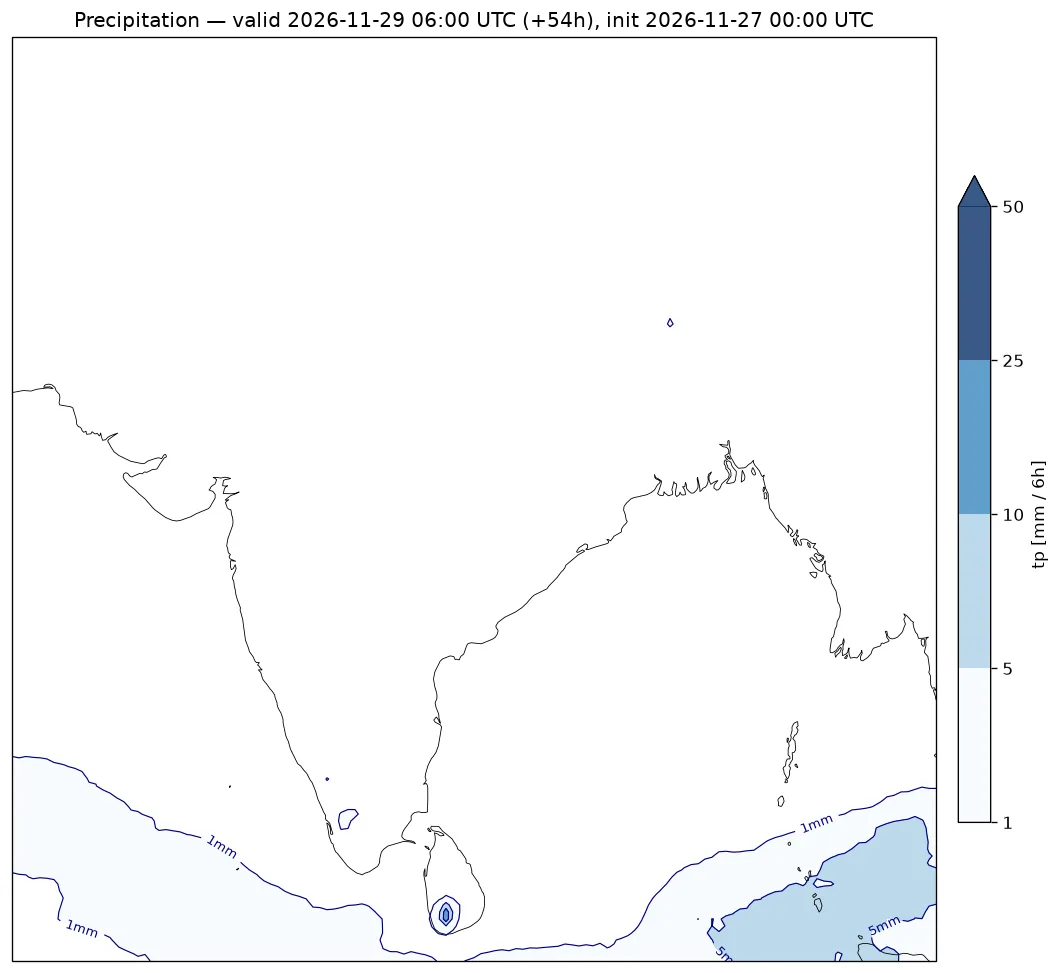 Precipitation — valid 2026-11-29 06:00 UTC (+54h), init 2026-11-27 00:00 UTC
50
25
10
5
1
tp [mm / 6h]
1mm
1mm
1mm
5mm
5m